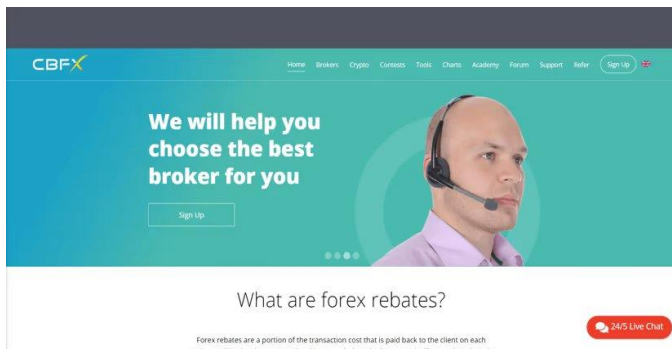 CBFX
Home Brokers Crypto Contests Tools Charts Academy Forum Support Refer Sign Up
We will help you
choose the best
broker for you
Sign Up
What are forex rebates?
24/5 Live Chat
Forex rebates are a portion of the transaction cost that is paid back to the client on each